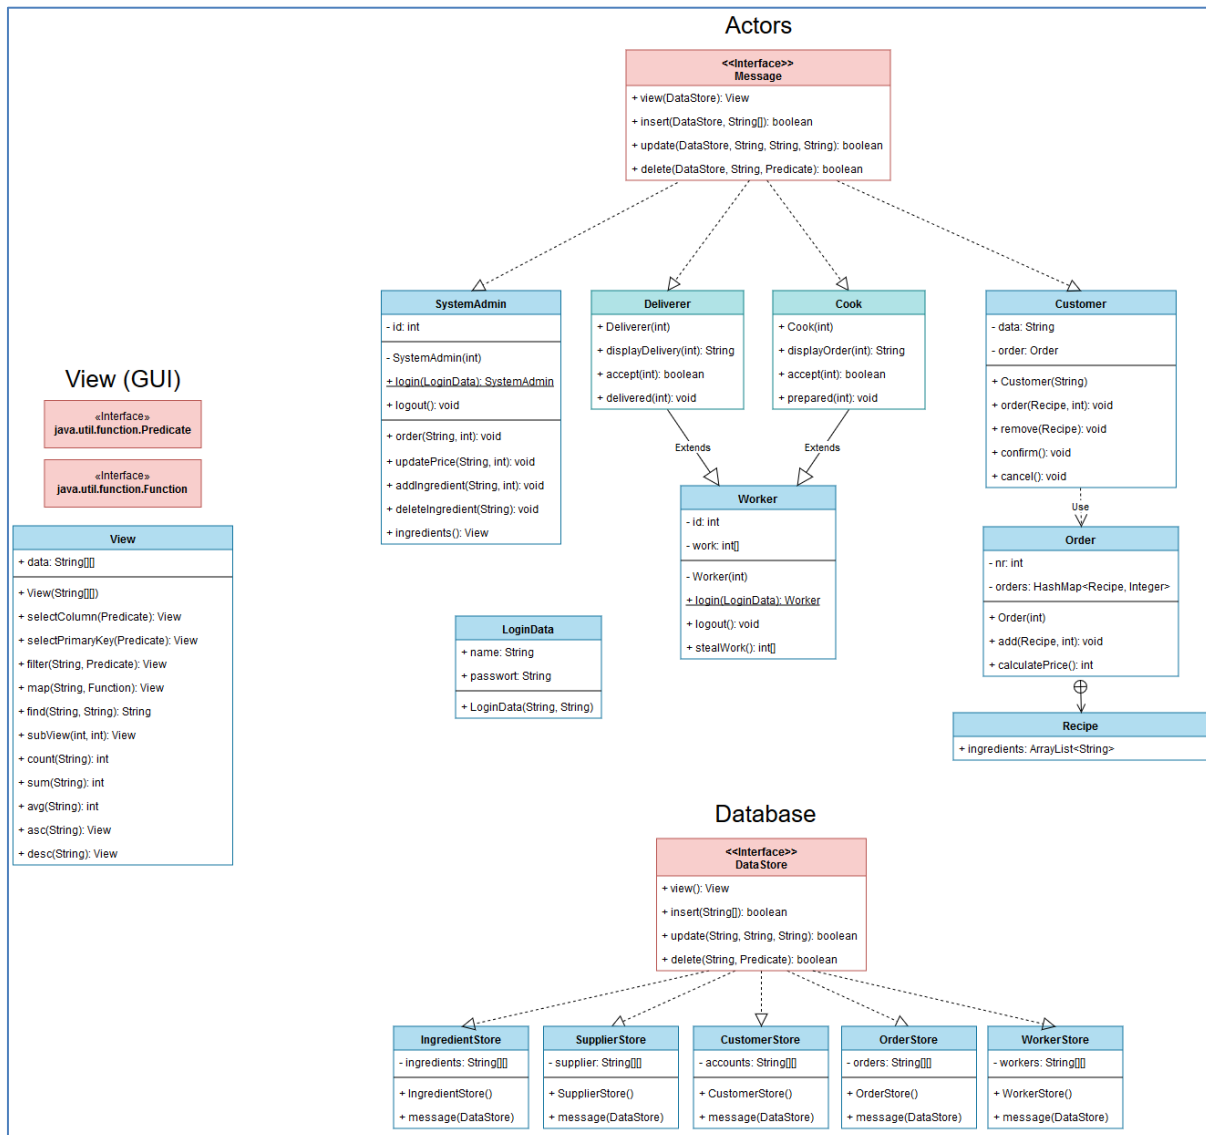 Actors
<<Interface>>
Message
+ view(DataStore): View
+ insert(DataStore, String[]): boolean
+ update(DataStore, String, String, String): boolean
+ delete(DataStore, String, Predicate): boolean
SystemAdmin
- id: int
- SystemAdmin(int)
+ login(LoginData): SystemAdmin
+ logout(): void
+ order(String, int): void
+ updatePrice(String, int): void
+ addIngredient(String, int): void
+ deleteIngredient(String): void
+ ingredients(): View
Deliverer
+ Deliverer(int)
+ displayDelivery(int): String
+ accept(int): boolean
+ delivered(int): void
Cook
+ Cook(int)
+ displayOrder(int): String
+ accept(int): boolean
+ prepared(int): void
Customer
- data: String
- order: Order
+ Customer(String)
+ order(Recipe, int): void
+ remove(Recipe): void
+ confirm(): void
+ cancel(): void
Extends
Extends
Use
Worker
- id: int
- work: int[]
- Worker(int)
+ login(LoginData): Worker
+ logout(): void
+ stealWork(): int[]
Order
- nr: int
- orders: HashMap<Recipe, Integer>
+ Order(int)
+ add(Recipe, int): void
+ calculatePrice(): int
Recipe
+ ingredients: ArrayList<String>
LoginData
+ name: String
+ passwort: String
+ LoginData(String, String)
View (GUI)
«Interface»
java.util.function.Predicate
«Interface»
java.util.function.Function
View
+ data: String[][]
+ View(String[][])
+ selectColumn(Predicate): View
+ selectPrimaryKey(Predicate): View
+ filter(String, Predicate): View
+ map(String, Function): View
+ find(String, String): String
+ subView(int, int): View
+ count(String): int
+ sum(String): int
+ avg(String): int
+ asc(String): View
+ desc(String): View
Database
<<Interface>>
DataStore
+ view(): View
+ insert(String[]): boolean
+ update(String, String, String): boolean
+ delete(String, Predicate): boolean
IngredientStore
- ingredients: String[][]
+ IngredientStore()
+ message(DataStore)
SupplierStore
- supplier: String[][]
+ SupplierStore()
+ message(DataStore)
CustomerStore
- accounts: String[][]
+ CustomerStore()
+ message(DataStore)
OrderStore
- orders: String[][]
+ OrderStore()
+ message(DataStore)
WorkerStore
- workers: String[][]
+ WorkerStore()
+ message(DataStore)